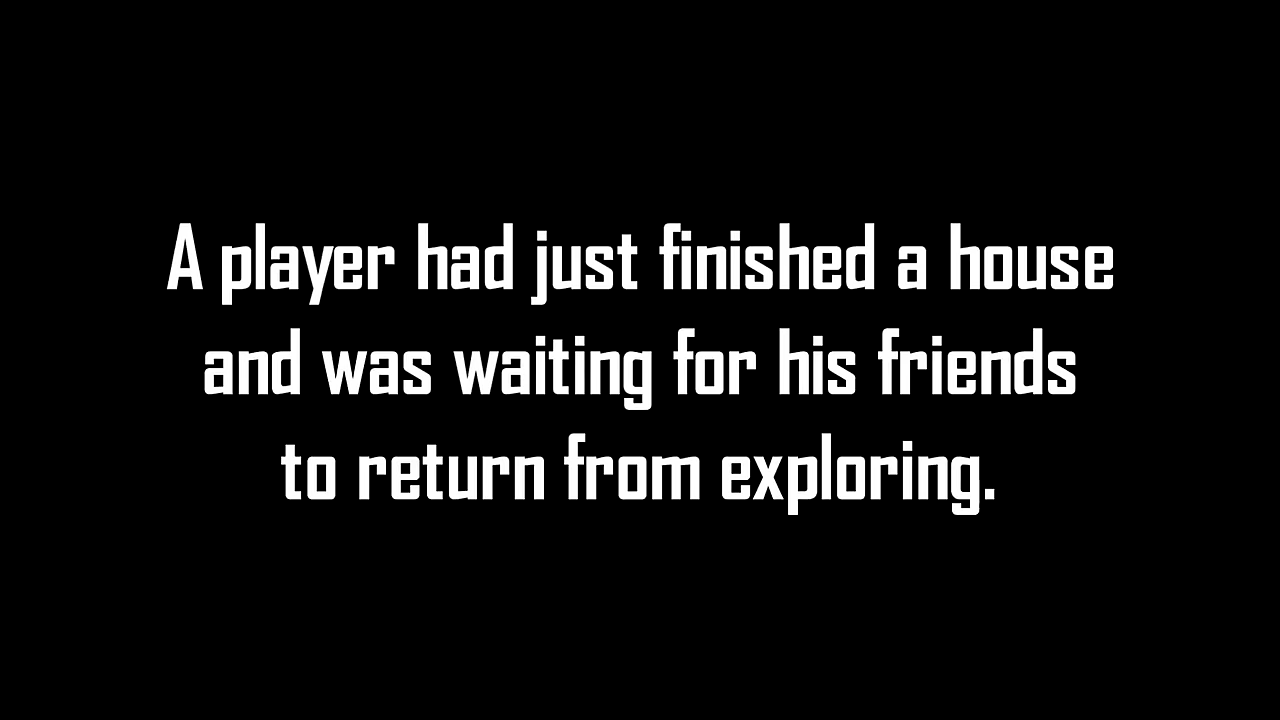 A player had just finished a house
and was waiting for his friends
to return from exploring.